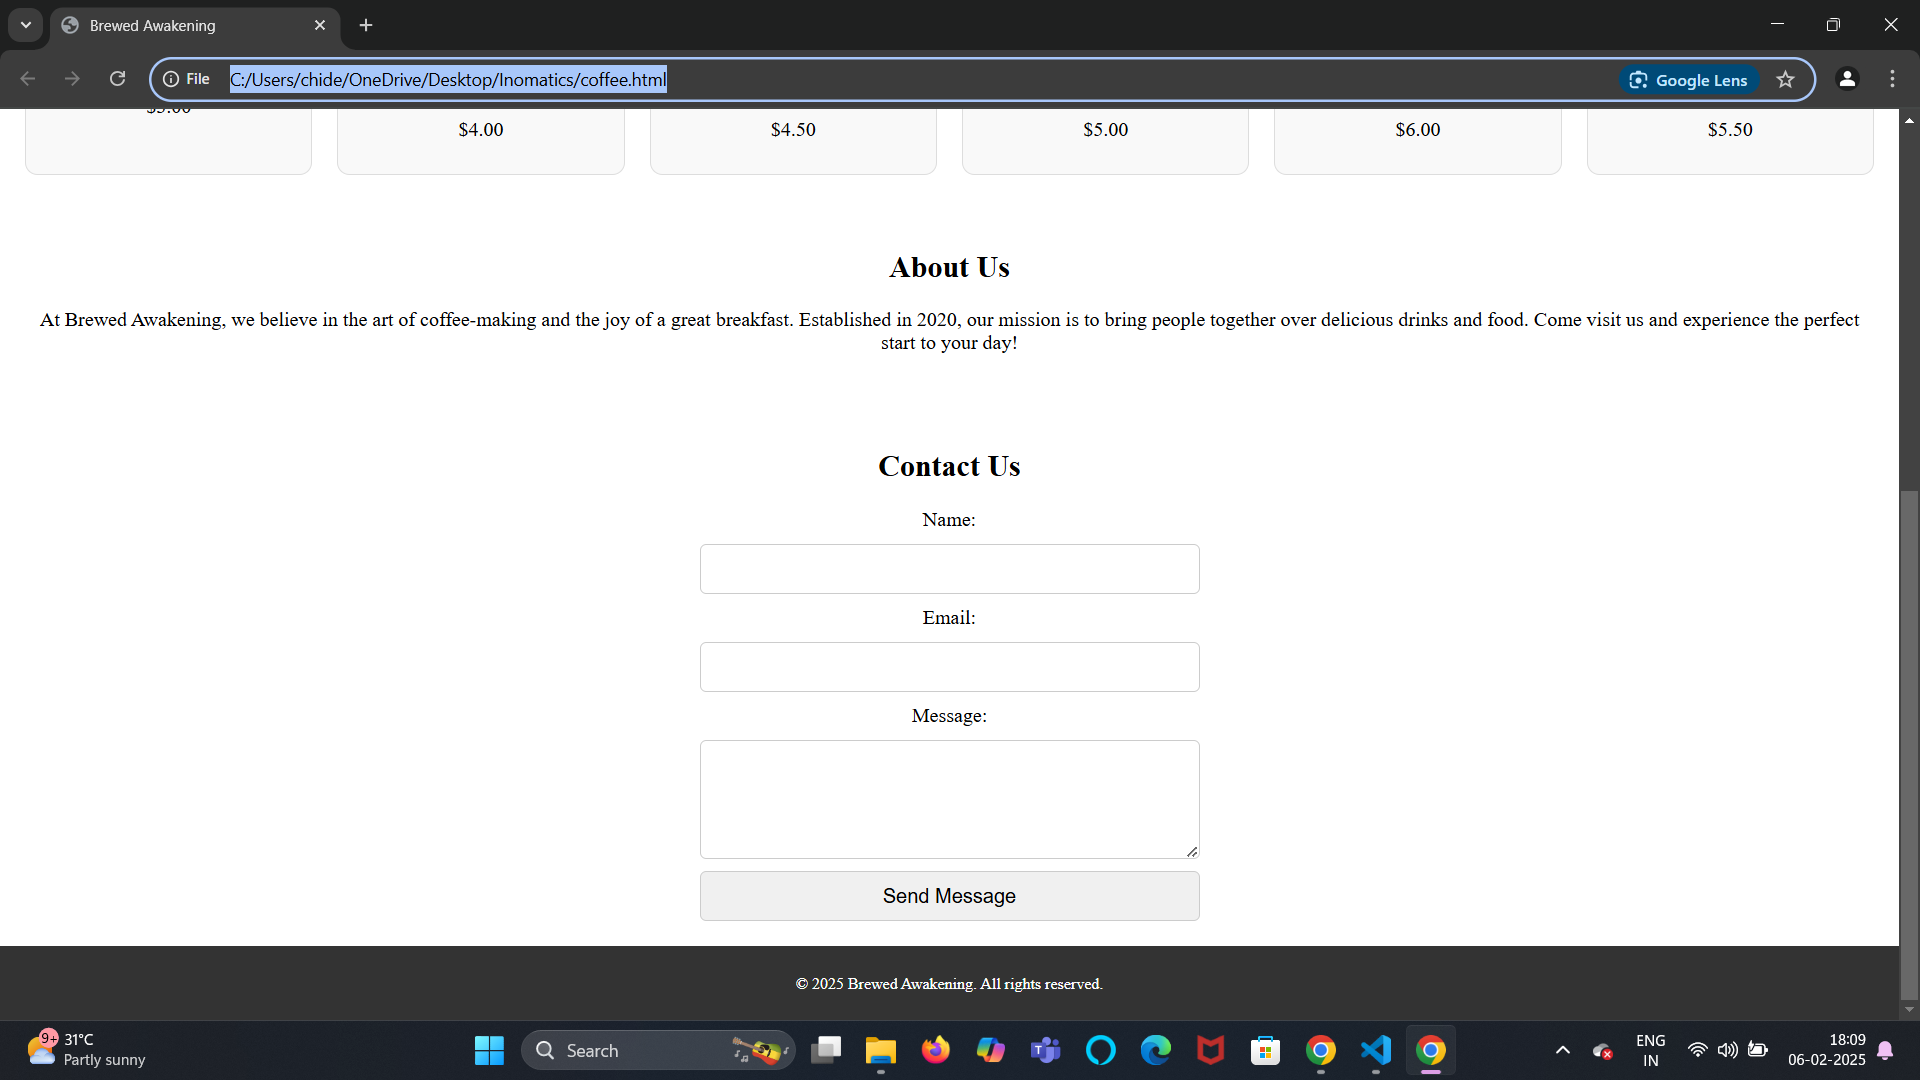 Brewed Awakening
File
C:/Users/chide/OneDrive/Desktop/Inomatics/coffee.html
Google Lens
$4.00
$4.50
$5.00
$6.00
$5.50
About Us
At Brewed Awakening, we believe in the art of coffee-making and the joy of a great breakfast. Established in 2020, our mission is to bring people together over delicious drinks and food. Come visit us and experience the perfect
start to your day!
Contact Us
Name:
Email:
Message:
Send Message
© 2025 Brewed Awakening. All rights reserved.
9+
31°C
Partly sunny
Search
ENG
IN
18:09
06-02-2025